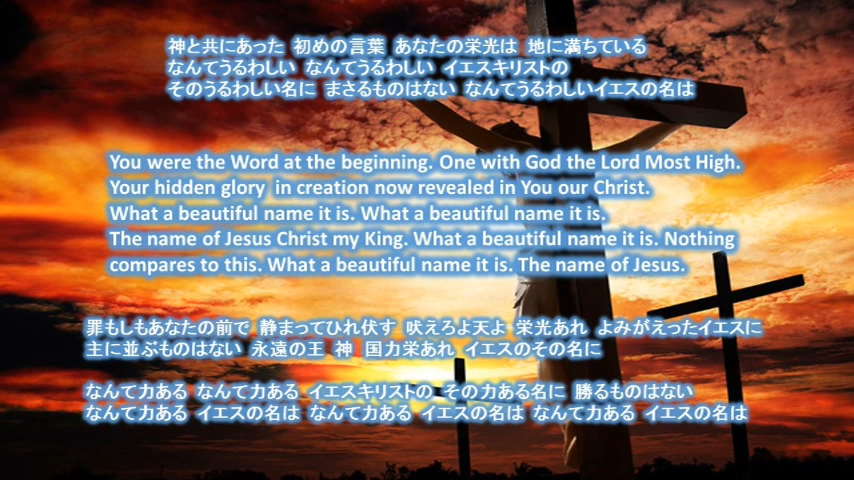 神と共にあった 初めの言葉 あなたの栄光は 地に満ちている
なんてうるわしい なんてうるわしい イエスキリストの
そのうるわしい名に まさるものはない なんてうるわしいイエスの名は
You were the Word at the beginning. One with God the Lord Most High.
Your hidden glory in creation now revealed in You our Christ.
What a beautiful name it is. What a beautiful name it is.
The name of Jesus Christ my King. What a beautiful name it is. Nothing
compares to this. What a beautiful name it is. The name of Jesus.
罪もしもあなたの前で 静まってひれ伏す 吠えろよ天よ 栄光あれ よみがえったイエスに
主に並ぶものはない 永遠の王 神 国力栄あれ イエスのその名に
なんて力ある なんて力ある イエスキリストの その力ある名に 勝るものはない
なんて力ある イエスの名は なんて力ある イエスの名は なんて力ある イエスの名は